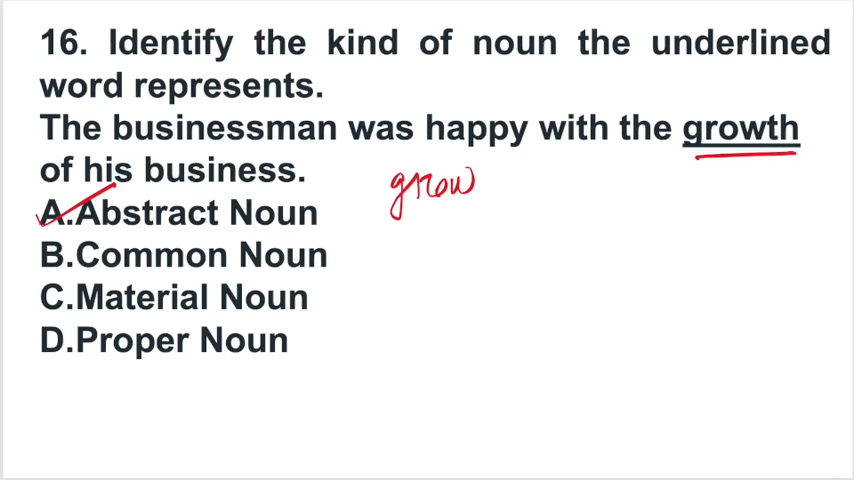 16. Identify the kind of noun the underlined
word represents.
The businessman was happy with the growth
of his business.
grow
A.Abstract Noun
B.Common Noun
C.Material Noun
D.Proper Noun